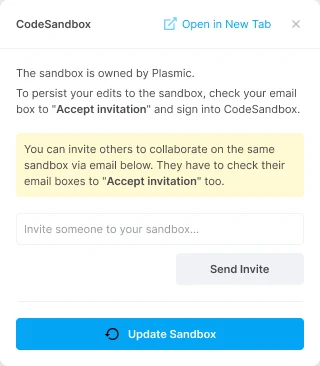 CodeSandbox
Open in New Tab
The sandbox is owned by Plasmic.
To persist your edits to the sandbox, check your email
box to "Accept invitation" and sign into CodeSandbox.
You can invite others to collaborate on the same
sandbox via email below. They have to check their
email boxes to "Accept invitation" too.
Invite someone to your sandbox...
Send Invite
Update Sandbox